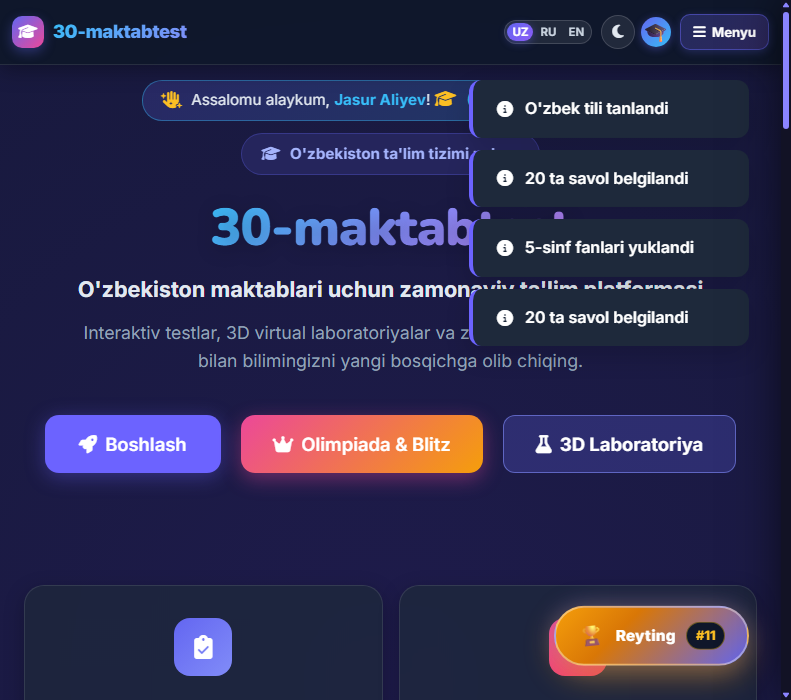 30-maktabtest
UZ RU EN
Menyu
Assalomu alaykum, Jasur Aliyev!
O'zbek tili tanlandi
O'zbekiston ta'lim tizimi
20 ta savol belgilandi
5-sinf fanlari yuklandi
20 ta savol belgilandi
O'zbekiston maktablari uchun zamonaviy ta'lim platformasi
Interaktiv testlar, 3D virtual laboratoriyalar va
bilan bilimingizni yangi bosqichga olib chiqing.
Boshlash
Olimpiada & Blitz
3D Laboratoriya
Reyting #11